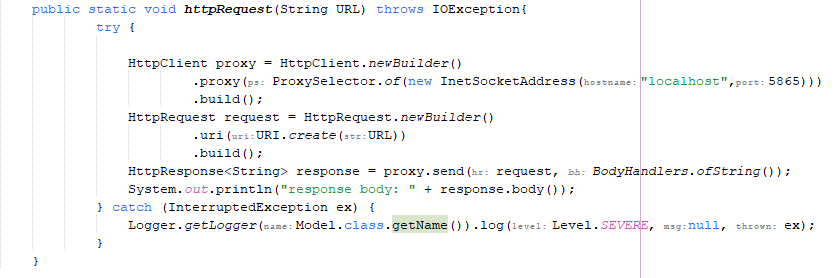 public static void httpRequest(String URL) throws IOException{
try {
HttpClient proxy = HttpClient.newBuilder()
.proxy(ps: ProxySelector.of(new InetSocketAddress(hostname: "localhost",port: 5865)))
.build();
HttpRequest request = HttpRequest.newBuilder()
.uri(uri:URI.create(str:URL))
.build();
HttpResponse<String> response = proxy.send(hr: request, bh: BodyHandlers.ofString());
System.out.println("response body: " + response.body());
} catch (InterruptedException ex) {
Logger.getLogger(name:Model.class.getName()).log(level: Level.SEVERE, msg:null, thrown: ex);
}
}